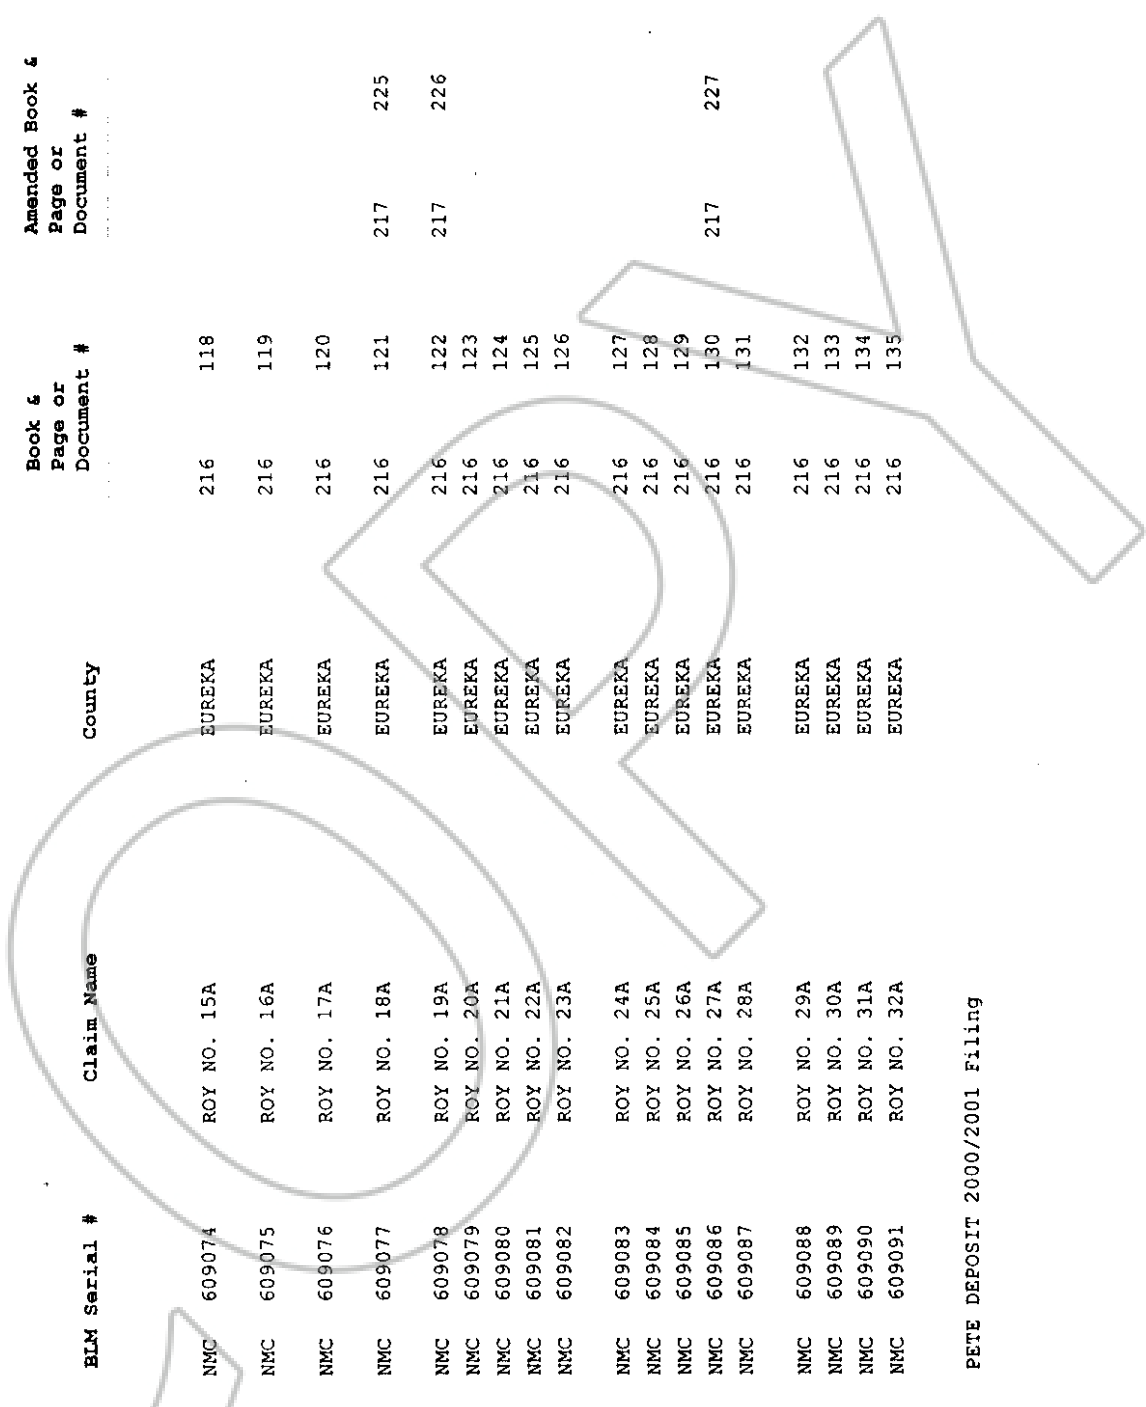 Book & Amended Book &
Page or Page or
BLM Serial # Claim Name County Document # Document #
NMC 609074 ROY NO. 15A EUREKA 216 118
NMC 609075 ROY NO. 16A EUREKA 216 119
NMC 609076 ROY NO. 17A EUREKA 216 120
NMC 609077 ROY NO. 18A EUREKA 216 121 217 225
NMC 609078 ROY NO. 19A EUREKA 216 122 217 226
NMC 609079 ROY NO. 20A EUREKA 216 123
NMC 609080 ROY NO. 21A EUREKA 216 124
NMC 609081 ROY NO. 22A EUREKA 216 125
NMC 609082 ROY NO. 23A EUREKA 216 126
NMC 609083 ROY NO. 24A EUREKA 216 127
NMC 609084 ROY NO. 25A EUREKA 216 128
NMC 609085 ROY NO. 26A EUREKA 216 129
NMC 609086 ROY NO. 27A EUREKA 216 130 217 227
NMC 609087 ROY NO. 28A EUREKA 216 131
NMC 609088 ROY NO. 29A EUREKA 216 132
NMC 609089 ROY NO. 30A EUREKA 216 133
NMC 609090 ROY NO. 31A EUREKA 216 134
NMC 609091 ROY NO. 32A EUREKA 216 135
PETE DEPOSIT 2000/2001 Filing
COPY